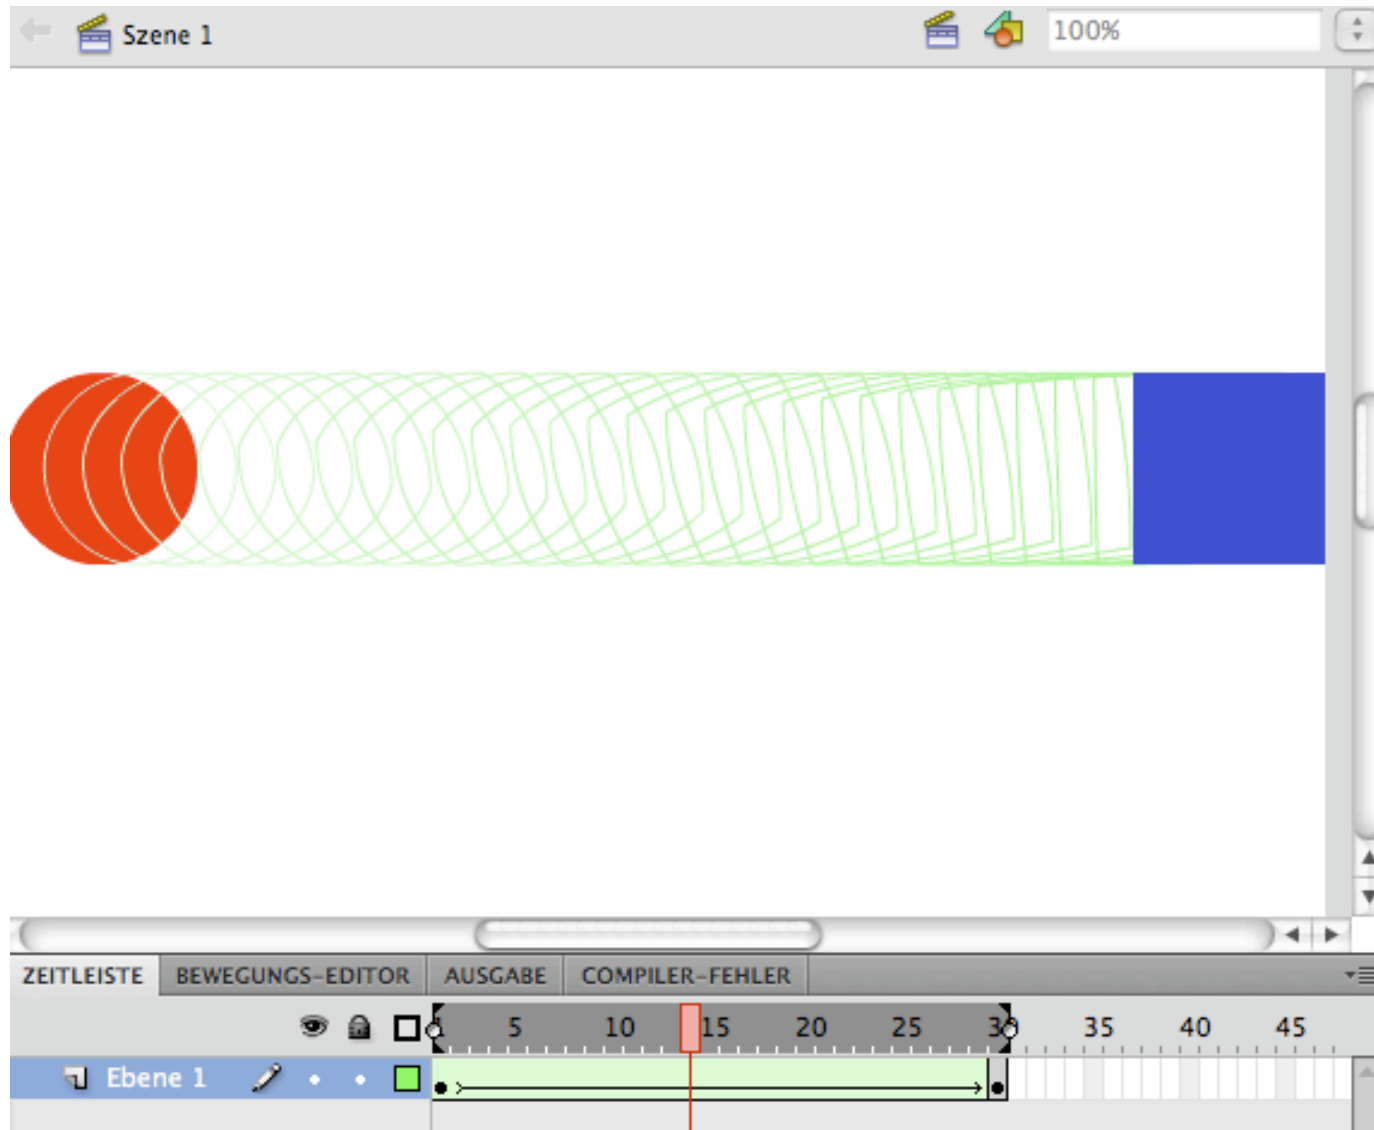 Szene 1 100%
ZEITLEISTE BEWEGUNGS-EDITOR AUSGABE COMPILER-FEHLER
1 5 10 15 20 25 30 35 40 45
Ebene 1